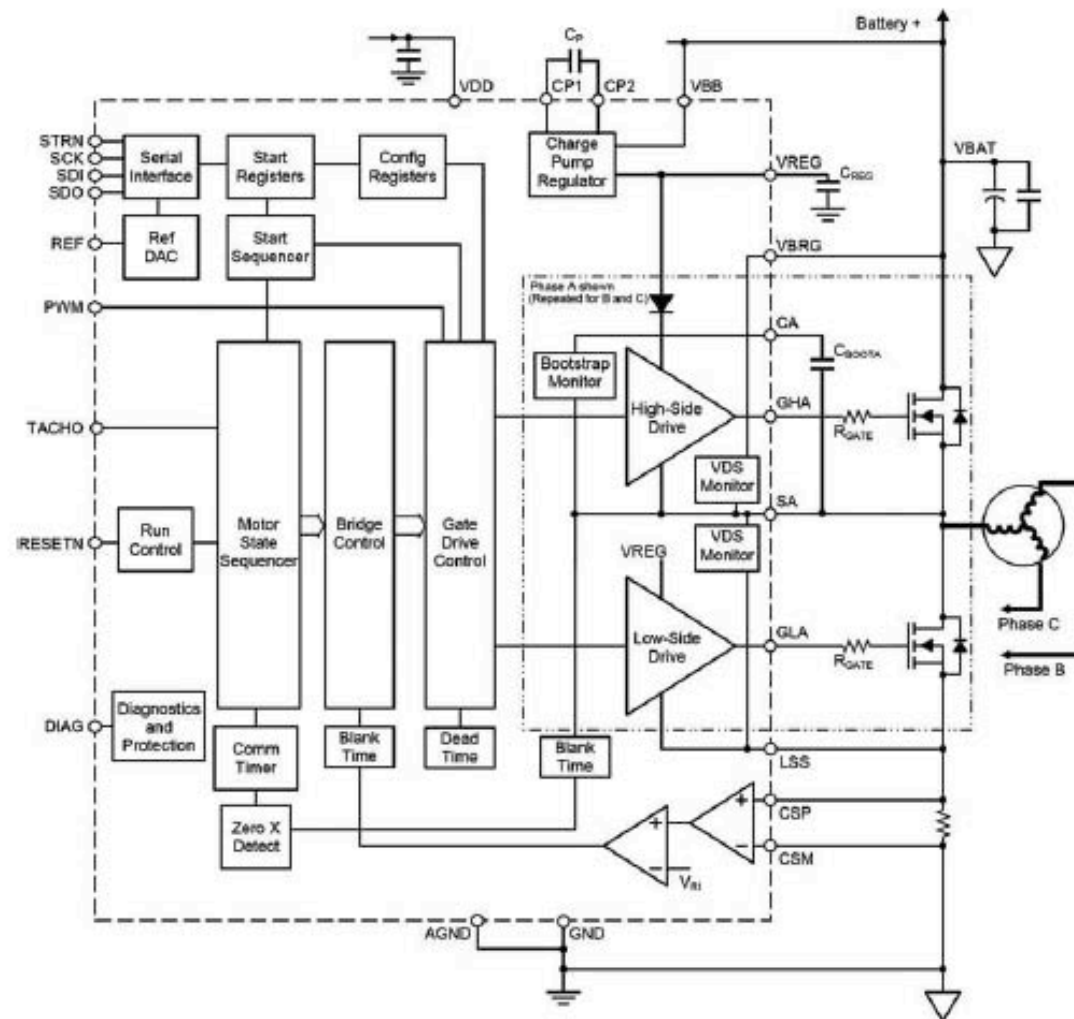 Battery +
CP
VDD
CP1
CP2
VBB
STRN
SCK
SDI
SDO
Serial
Interface
Start
Registers
Config
Registers
Charge
Pump
Regulator
VREG
CREG
VBAT
REF
Ref
DAC
Start
Sequencer
VBRG
Phase A shown
(Repeated for B and C)
PWM
CA
CBOOTA
Bootstrap
Monitor
High-Side
Drive
GHA
RGATE
TACHO
VDS
Monitor
SA
Motor
State
Sequencer
Bridge
Control
Gate
Drive
Control
VDS
Monitor
IRESETN
Run
Control
VREG
Low-Side
Drive
GLA
RGATE
Phase C
Phase B
DIAG
Diagnostics
and
Protection
Comm
Timer
Blank
Time
Dead
Time
Blank
Time
LSS
Zero X
Detect
+
+
CSP
–
–
CSM
AGND
GND